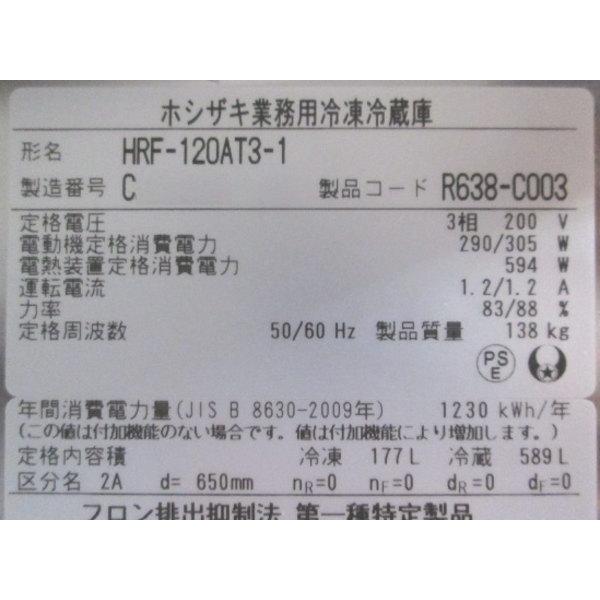 ホシザキ業務用冷凍冷蔵庫
形名 HRF-120AT3-1
製造番号 C 製品コード R638-C003
定格電圧 3相 200 V
電動機定格消費電力 290/305 W
電熱装置定格消費電力 594 W
運転電流 1.2/1.2 A
力率 83/88 %
定格周波数 50/60 Hz 製品質量 138 kg
PS
E
年間消費電力量(JIS B 8630-2009年) 1230 kWh/年
(この値は付加機能のない場合です。値は付加機能により増加します。)
定格内容積 冷凍 177 L 冷蔵 589 L
区分名 2A d= 650mm nR=0 nF=0 dR=0 dF=0
フロン排出抑制法 第一種特定製品